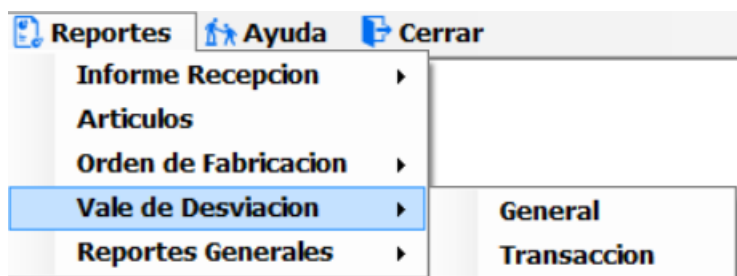 Reportes Ayuda Cerrar
Informe Recepcion
Articulos
Orden de Fabricacion
Vale de Desviacion General
Reportes Generales Transaccion